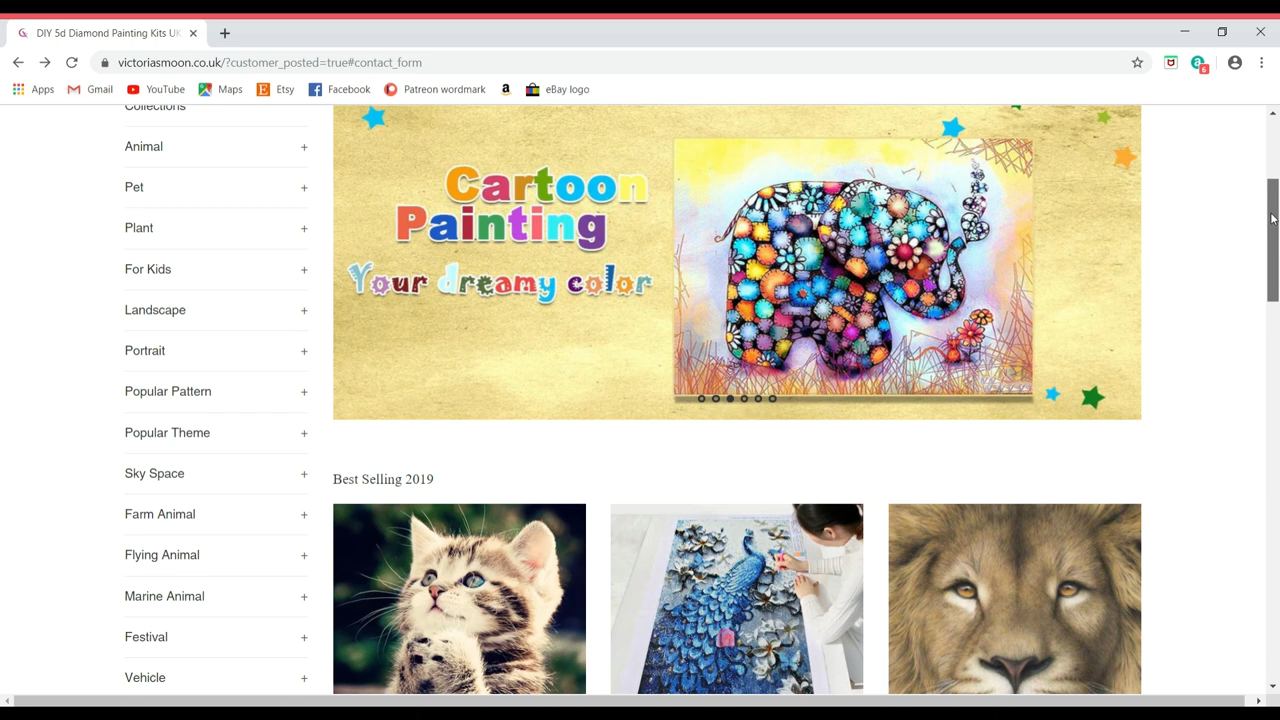 DIY 5d Diamond Painting Kits UK
victoriasmoon.co.uk/?customer_posted=true#contact_form
6
Apps
Gmail
YouTube
Maps
Etsy
Facebook
Patreon wordmark
eBay logo
Collections
Animal +
Pet +
Plant +
For Kids +
Landscape +
Portrait +
Popular Pattern +
Popular Theme +
Sky Space +
Farm Animal +
Flying Animal +
Marine Animal +
Festival +
Vehicle +
Cartoon
Painting
Your dreamy color
Best Selling 2019